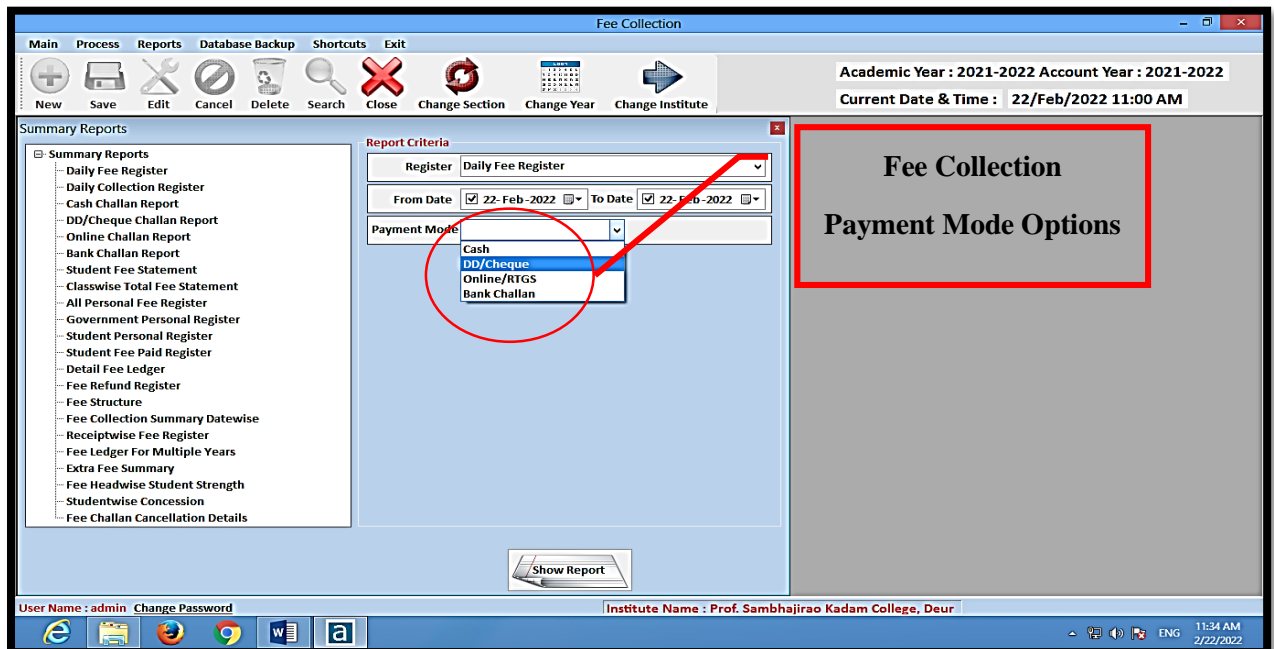 Fee Collection
Main Process Reports Database Backup Shortcuts Exit
New Save Edit Cancel Delete Search Close Change Section Change Year Change Institute
Academic Year : 2021-2022 Account Year : 2021-2022
Current Date & Time : 22/Feb/2022 11:00 AM
Summary Reports
Summary Reports
Daily Fee Register
Daily Collection Register
Cash Challan Report
DD/Cheque Challan Report
Online Challan Report
Bank Challan Report
Student Fee Statement
Classwise Total Fee Statement
All Personal Fee Register
Government Personal Register
Student Personal Register
Student Fee Paid Register
Detail Fee Ledger
Fee Refund Register
Fee Structure
Fee Collection Summary Datewise
Receiptwise Fee Register
Fee Ledger For Multiple Years
Extra Fee Summary
Fee Headwise Student Strength
Studentwise Concession
Fee Challan Cancellation Details
Report Criteria
Register Daily Fee Register
From Date 22-Feb-2022 To Date 22-Feb-2022
Payment Mode
Cash
DD/Cheque
Online/RTGS
Bank Challan
Show Report
Fee Collection
Payment Mode Options
User Name : admin Change Password
Institute Name : Prof. Sambhajirao Kadam College, Deur
ENG 11:34 AM
2/22/2022